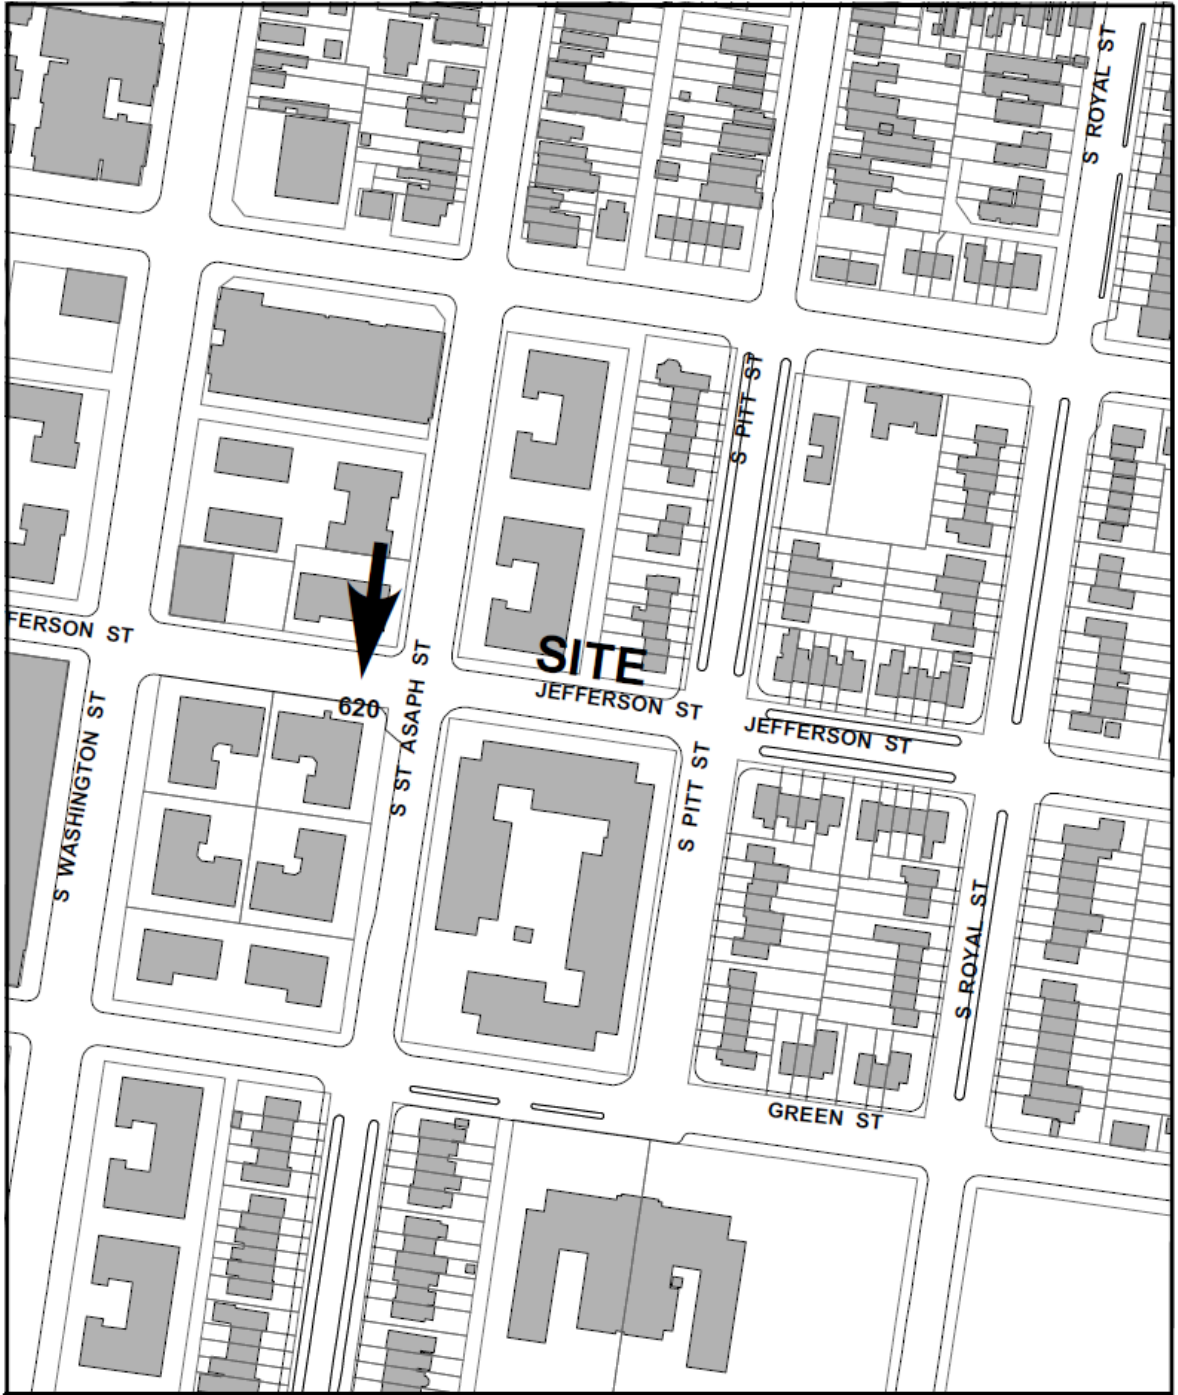 S ROYAL ST
S PITT ST
FERSON ST
SITE
JEFFERSON ST
620
S ST ASAPH ST
S WASHINGTON ST
JEFFERSON ST
S PITT ST
S ROYAL ST
GREEN ST